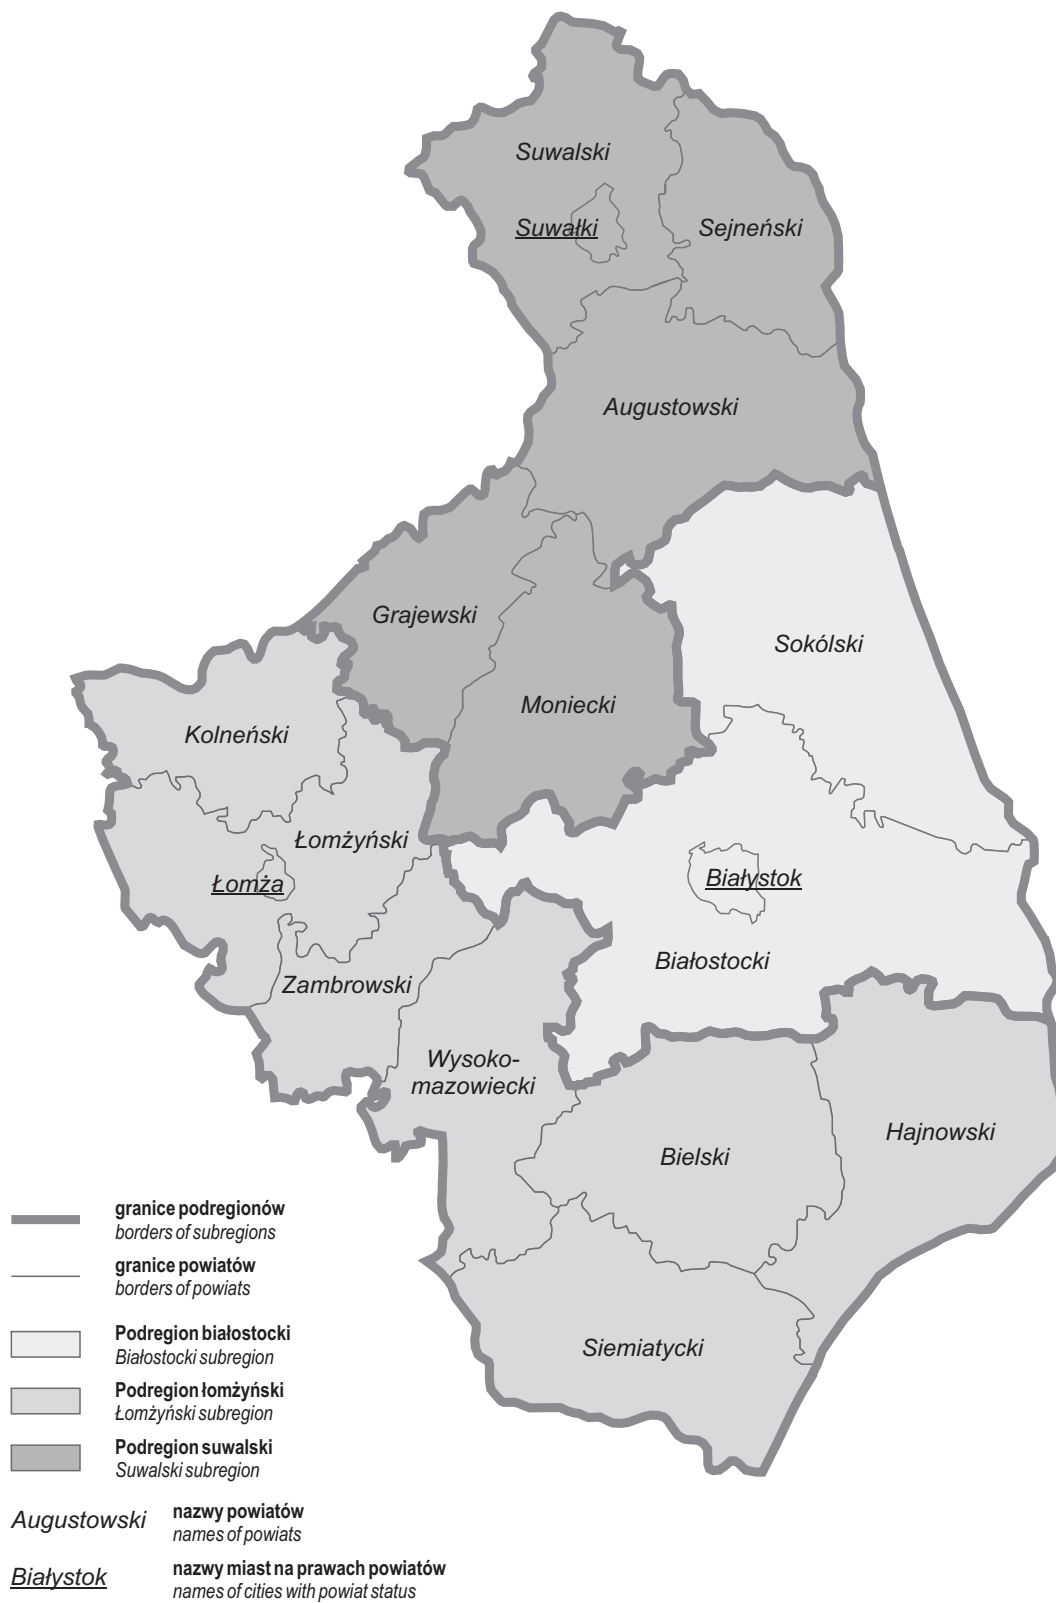 Suwalski
Suwałki
Sejneński
Augustowski
Grajewski
Sokólski
Moniecki
Kolneński
Łomżyński
Łomża
Białystok
Białostocki
Zambrowski
Wysoko-
mazowiecki
Hajnowski
Bielski
Siemiatycki
granice podregionów
borders of subregions
granice powiatów
borders of powiats
Podregion białostocki
Białostocki subregion
Podregion łomżyński
Łomżyński subregion
Podregion suwalski
Suwalski subregion
Augustowski
nazwy powiatów
names of powiats
Białystok
nazwy miast na prawach powiatów
names of cities with powiat status